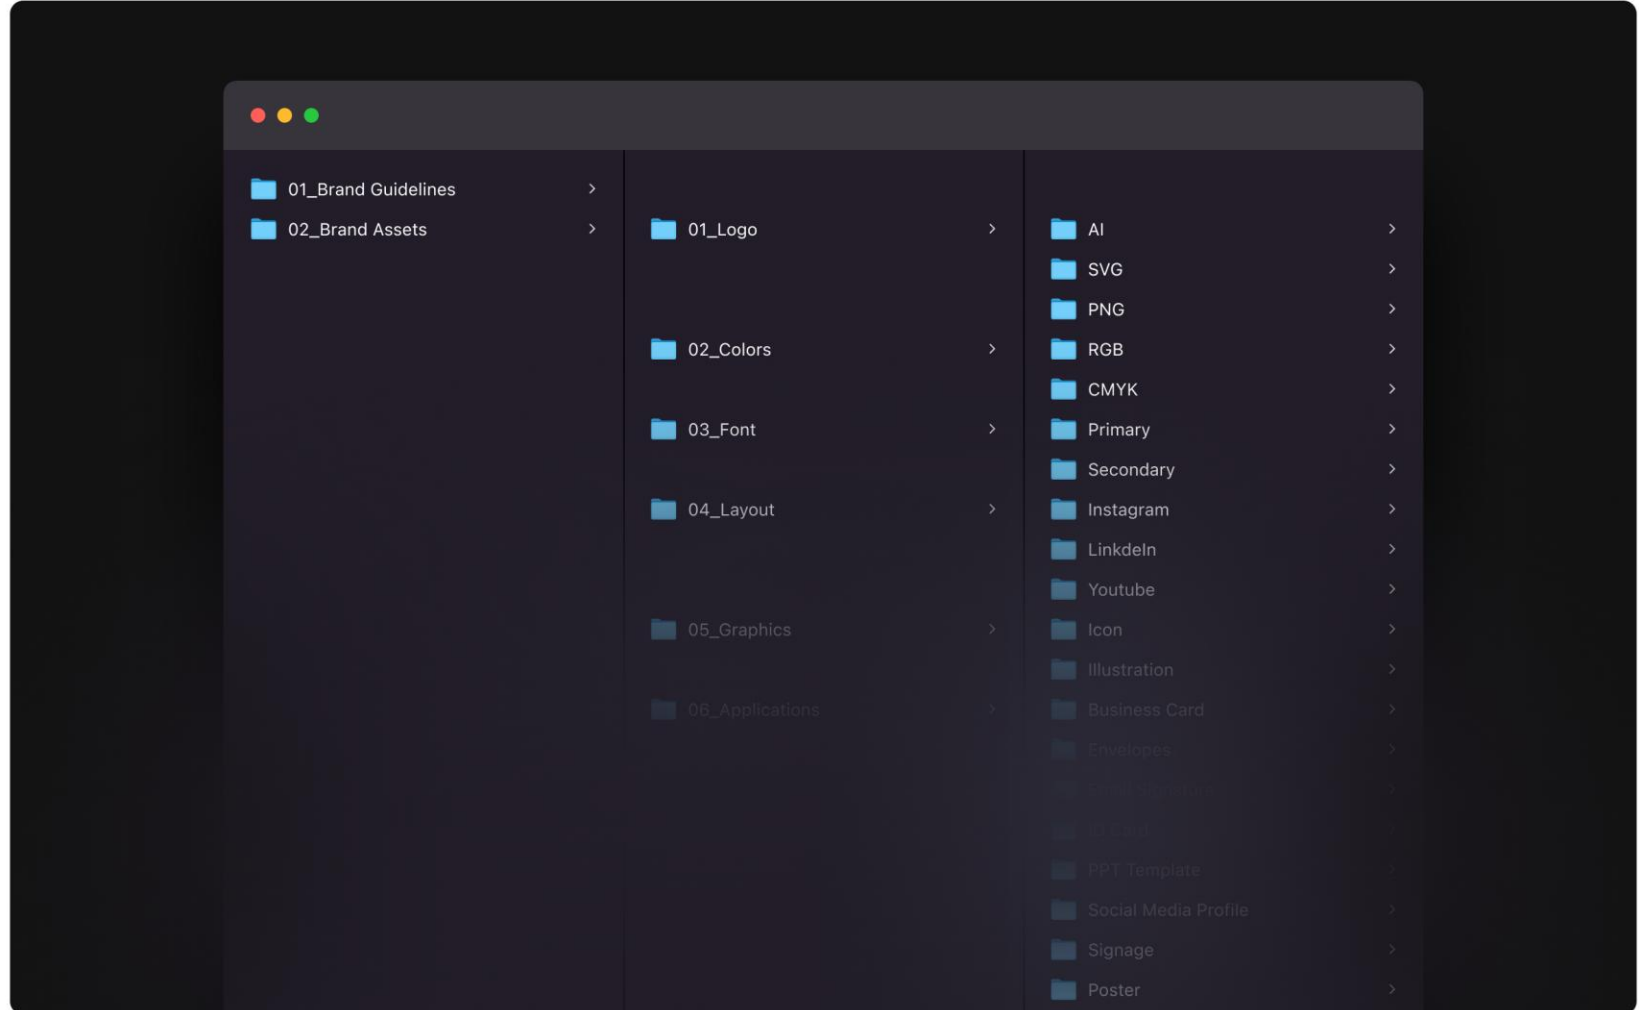 01_Brand Guidelines
02_Brand Assets
01_Logo
02_Colors
03_Font
04_Layout
05_Graphics
06_Applications
AI
SVG
PNG
RGB
CMYK
Primary
Secondary
Instagram
LinkdeIn
Youtube
Icon
Illustration
Business Card
Envelopes
PPT Template
Social Media Profile
Signage
Poster